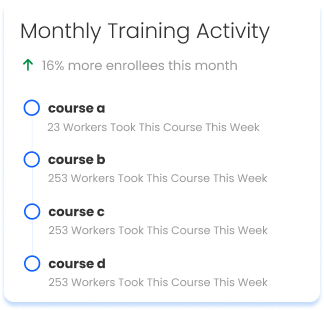 Monthly Training Activity
16% more enrollees this month
course a
23 Workers Took This Course This Week
course b
253 Workers Took This Course This Week
course c
253 Workers Took This Course This Week
course d
253 Workers Took This Course This Week